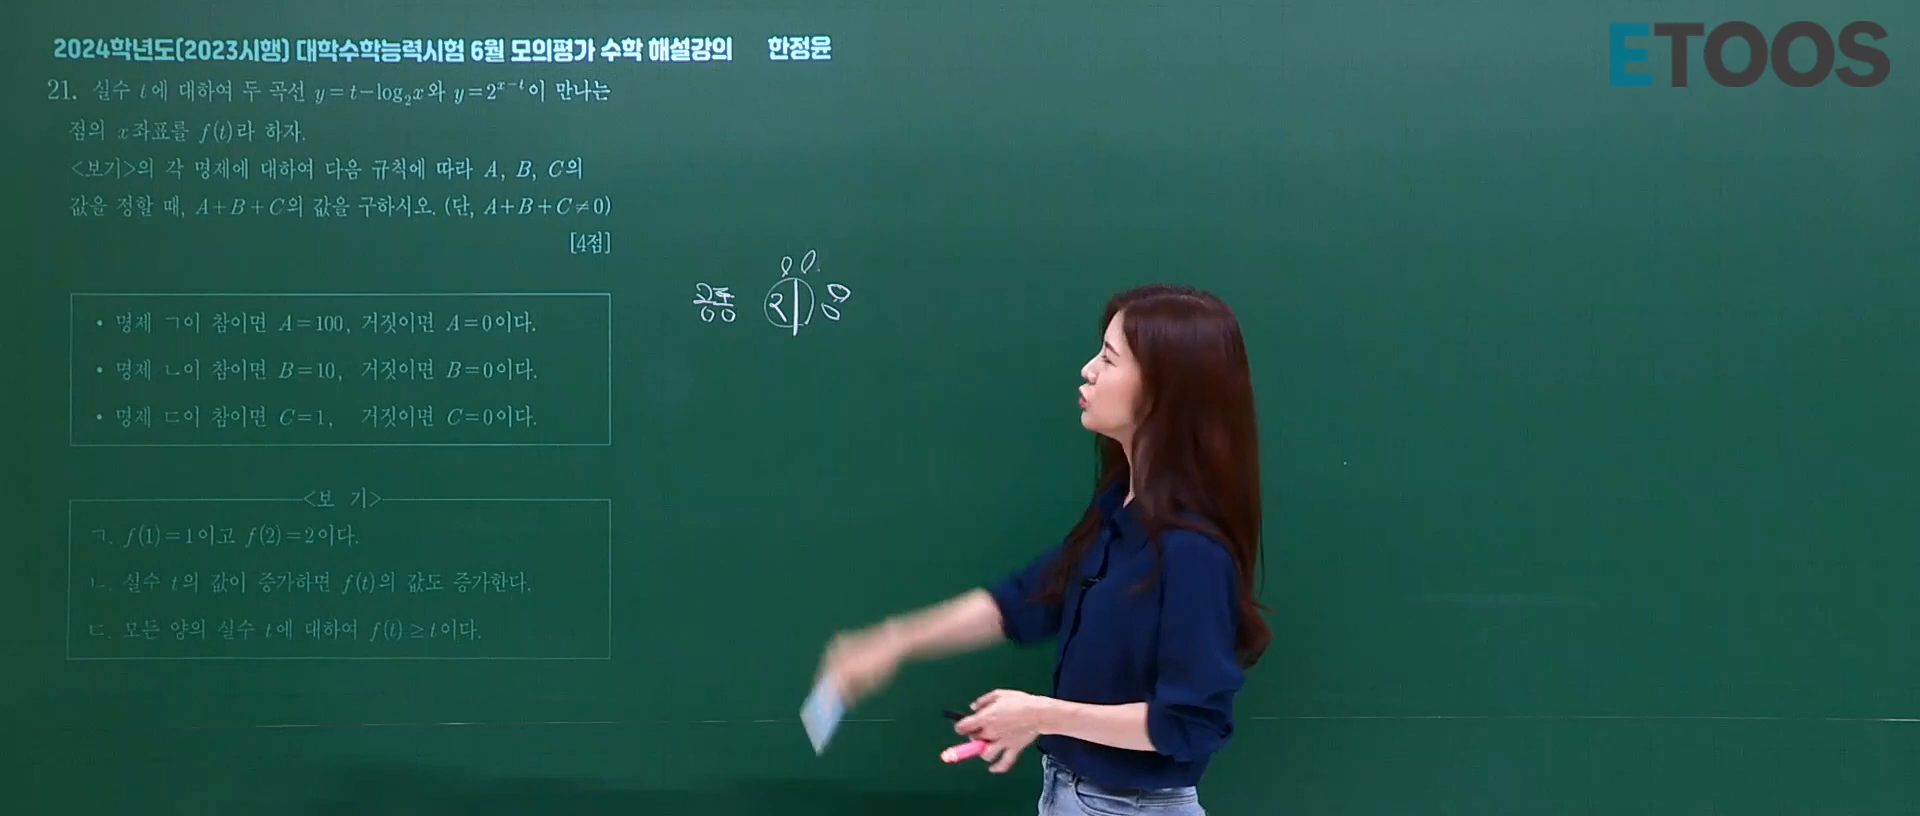 2024학년도(2023시행) 대학수학능력시험 6월 모의평가 수학 해설강의 한정윤
ETOOS
21. 실수 t에 대하여 두 곡선 y=t-log₂x와 y=2ˣ⁻ᵗ이 만나는
점의 x좌표를 f(t)라 하자.
<보기>의 각 명제에 대하여 다음 규칙에 따라 A, B, C의
값을 정할 때, A+B+C의 값을 구하시오. (단, A+B+C≠0)
[4점]
• 명제 ㄱ이 참이면 A=100, 거짓이면 A=0이다.
• 명제 ㄴ이 참이면 B=10, 거짓이면 B=0이다.
• 명제 ㄷ이 참이면 C=1, 거짓이면 C=0이다.
<보 기>
ㄱ. f(1)=1이고 f(2)=2이다.
ㄴ. 실수 t의 값이 증가하면 f(t)의 값도 증가한다.
ㄷ. 모든 양의 실수 t에 대하여 f(t)≥t이다.